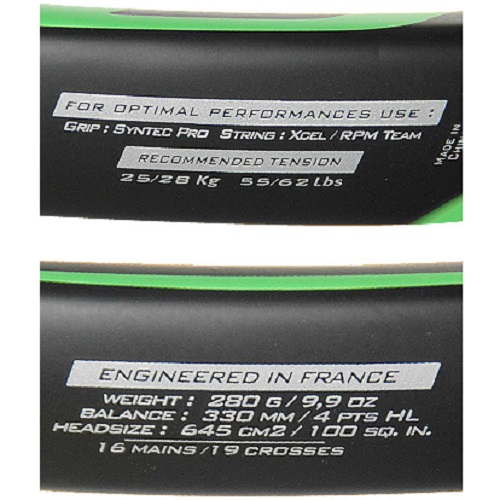 FOR OPTIMAL PERFORMANCES USE :
GRIP : SYNTEC PRO STRING : XCEL / RPM TEAM
MADE IN
RECOMMENDED TENSION
25/28 Kg 55/62 Lbs
ENGINEERED IN FRANCE
WEIGHT : 280 G / 9,9 OZ
BALANCE : 330 MM / 4 PTS HL
HEADSIZE : 645 CM2 / 100 SQ. IN.
16 MAINS / 19 CROSSES